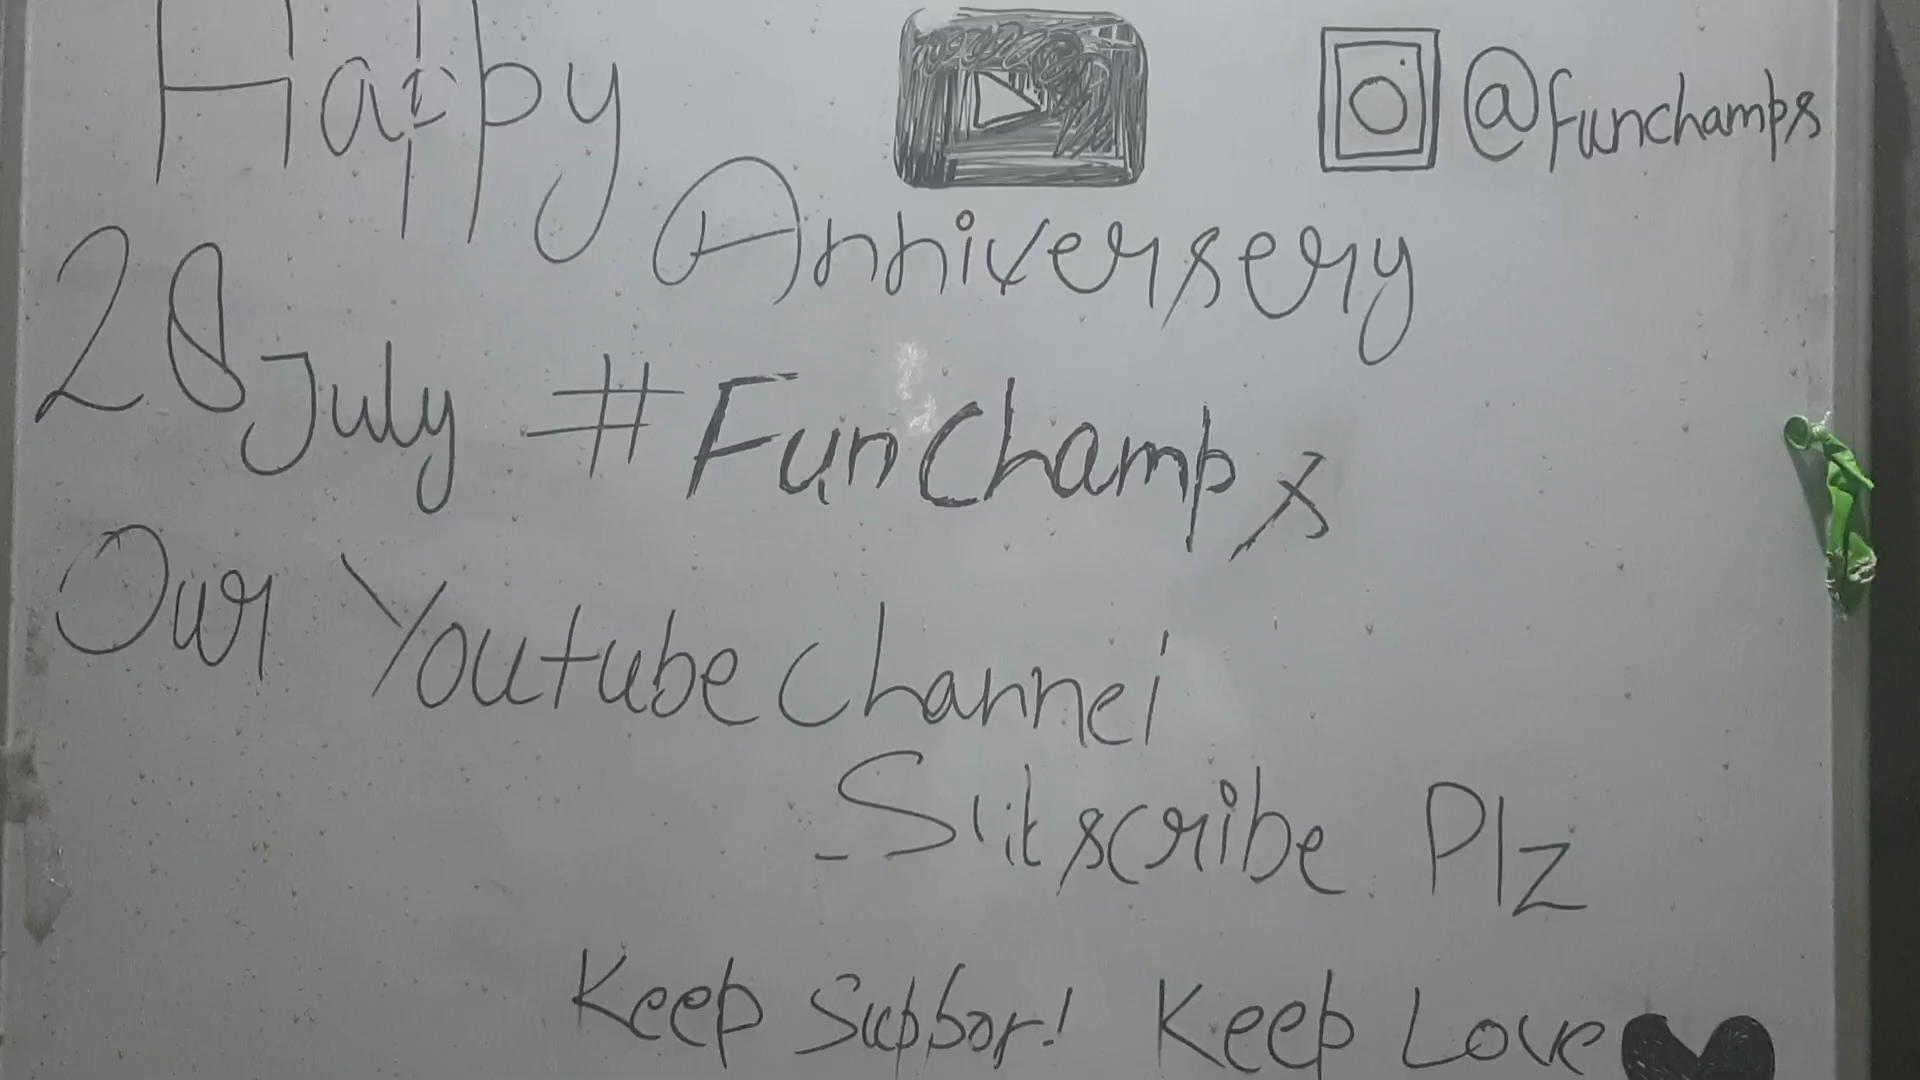 Happy
@funchamps
Anniversery
28 July #FunChamps
Our Youtube Channel
Subscribe Plz
Keep Suppor! Keep Love